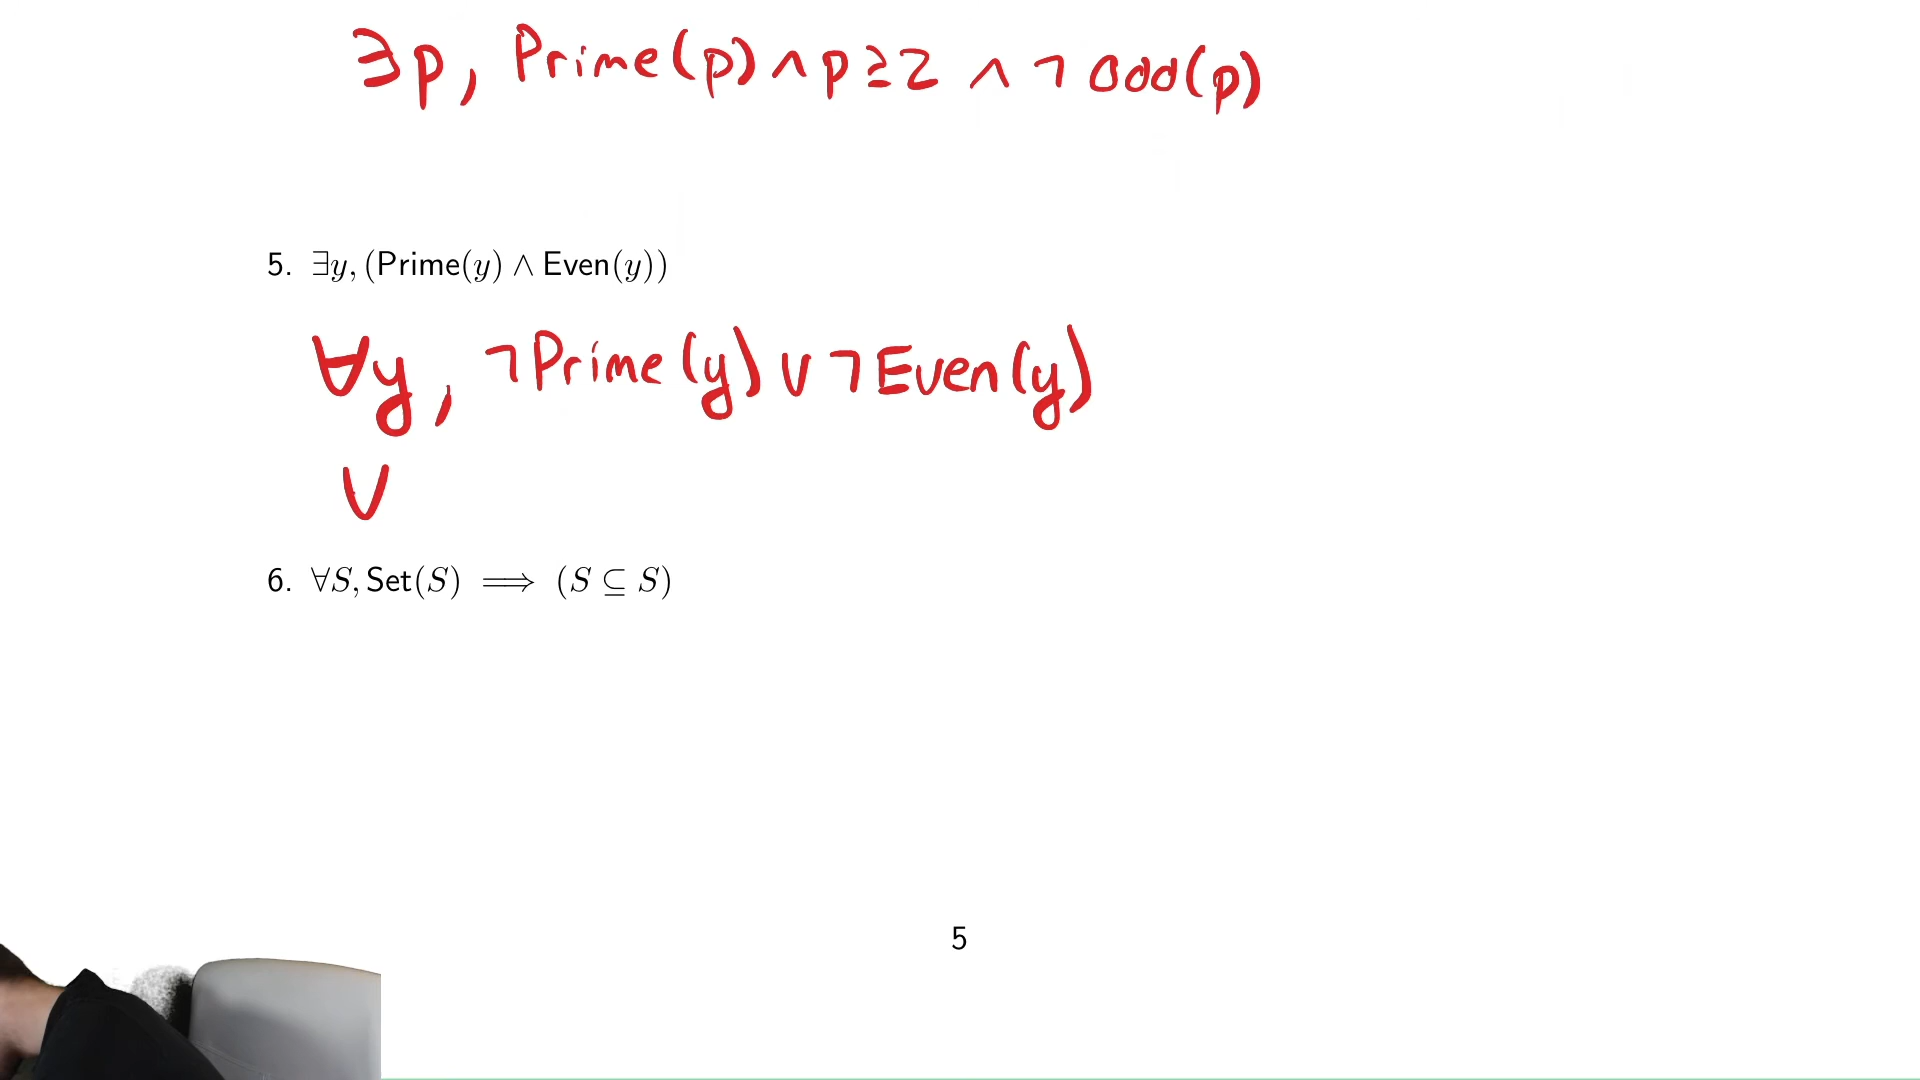 ∃p, Prime(p) ∧ p ≥ 2 ∧ ¬ Odd(p)
5. ∃y, (Prime(y) ∧ Even(y))
∀y, ¬Prime(y) ∨ ¬Even(y)
∨
6. ∀S, Set(S) ⟹ (S ⊆ S)
5